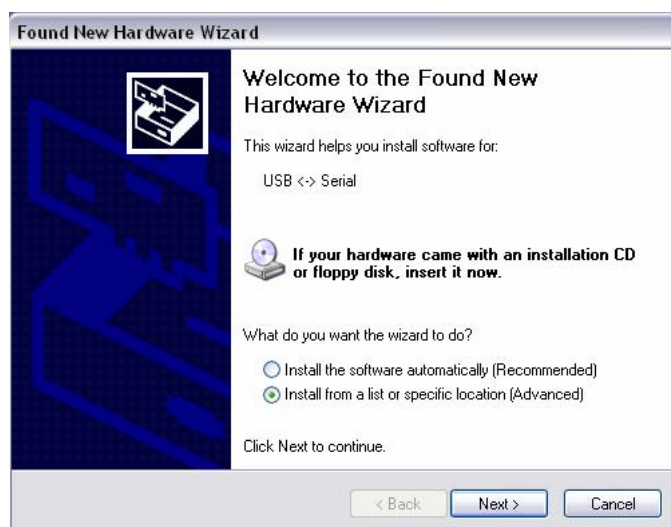 Found New Hardware Wizard
Welcome to the Found New
Hardware Wizard
This wizard helps you install software for:
USB <-> Serial
If your hardware came with an installation CD
or floppy disk, insert it now.
What do you want the wizard to do?
Install the software automatically (Recommended)
Install from a list or specific location (Advanced)
Click Next to continue.
< Back
Next >
Cancel